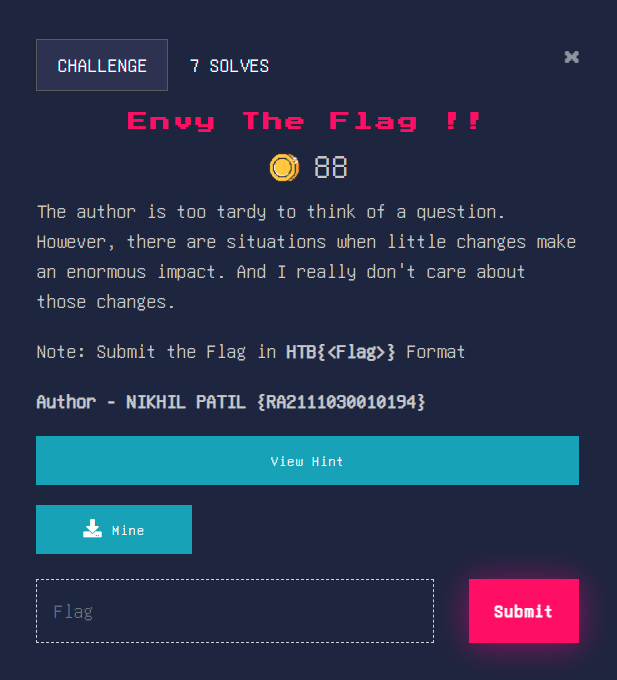 CHALLENGE
7 SOLVES
Envy The Flag !!
88
The author is too tardy to think of a question.
However, there are situations when little changes make
an enormous impact. And I really don't care about
those changes.
Note: Submit the Flag in HTB{<Flag>} Format
Author - NIKHIL PATIL {RA2111030010194}
View Hint
Mine
Flag
Submit